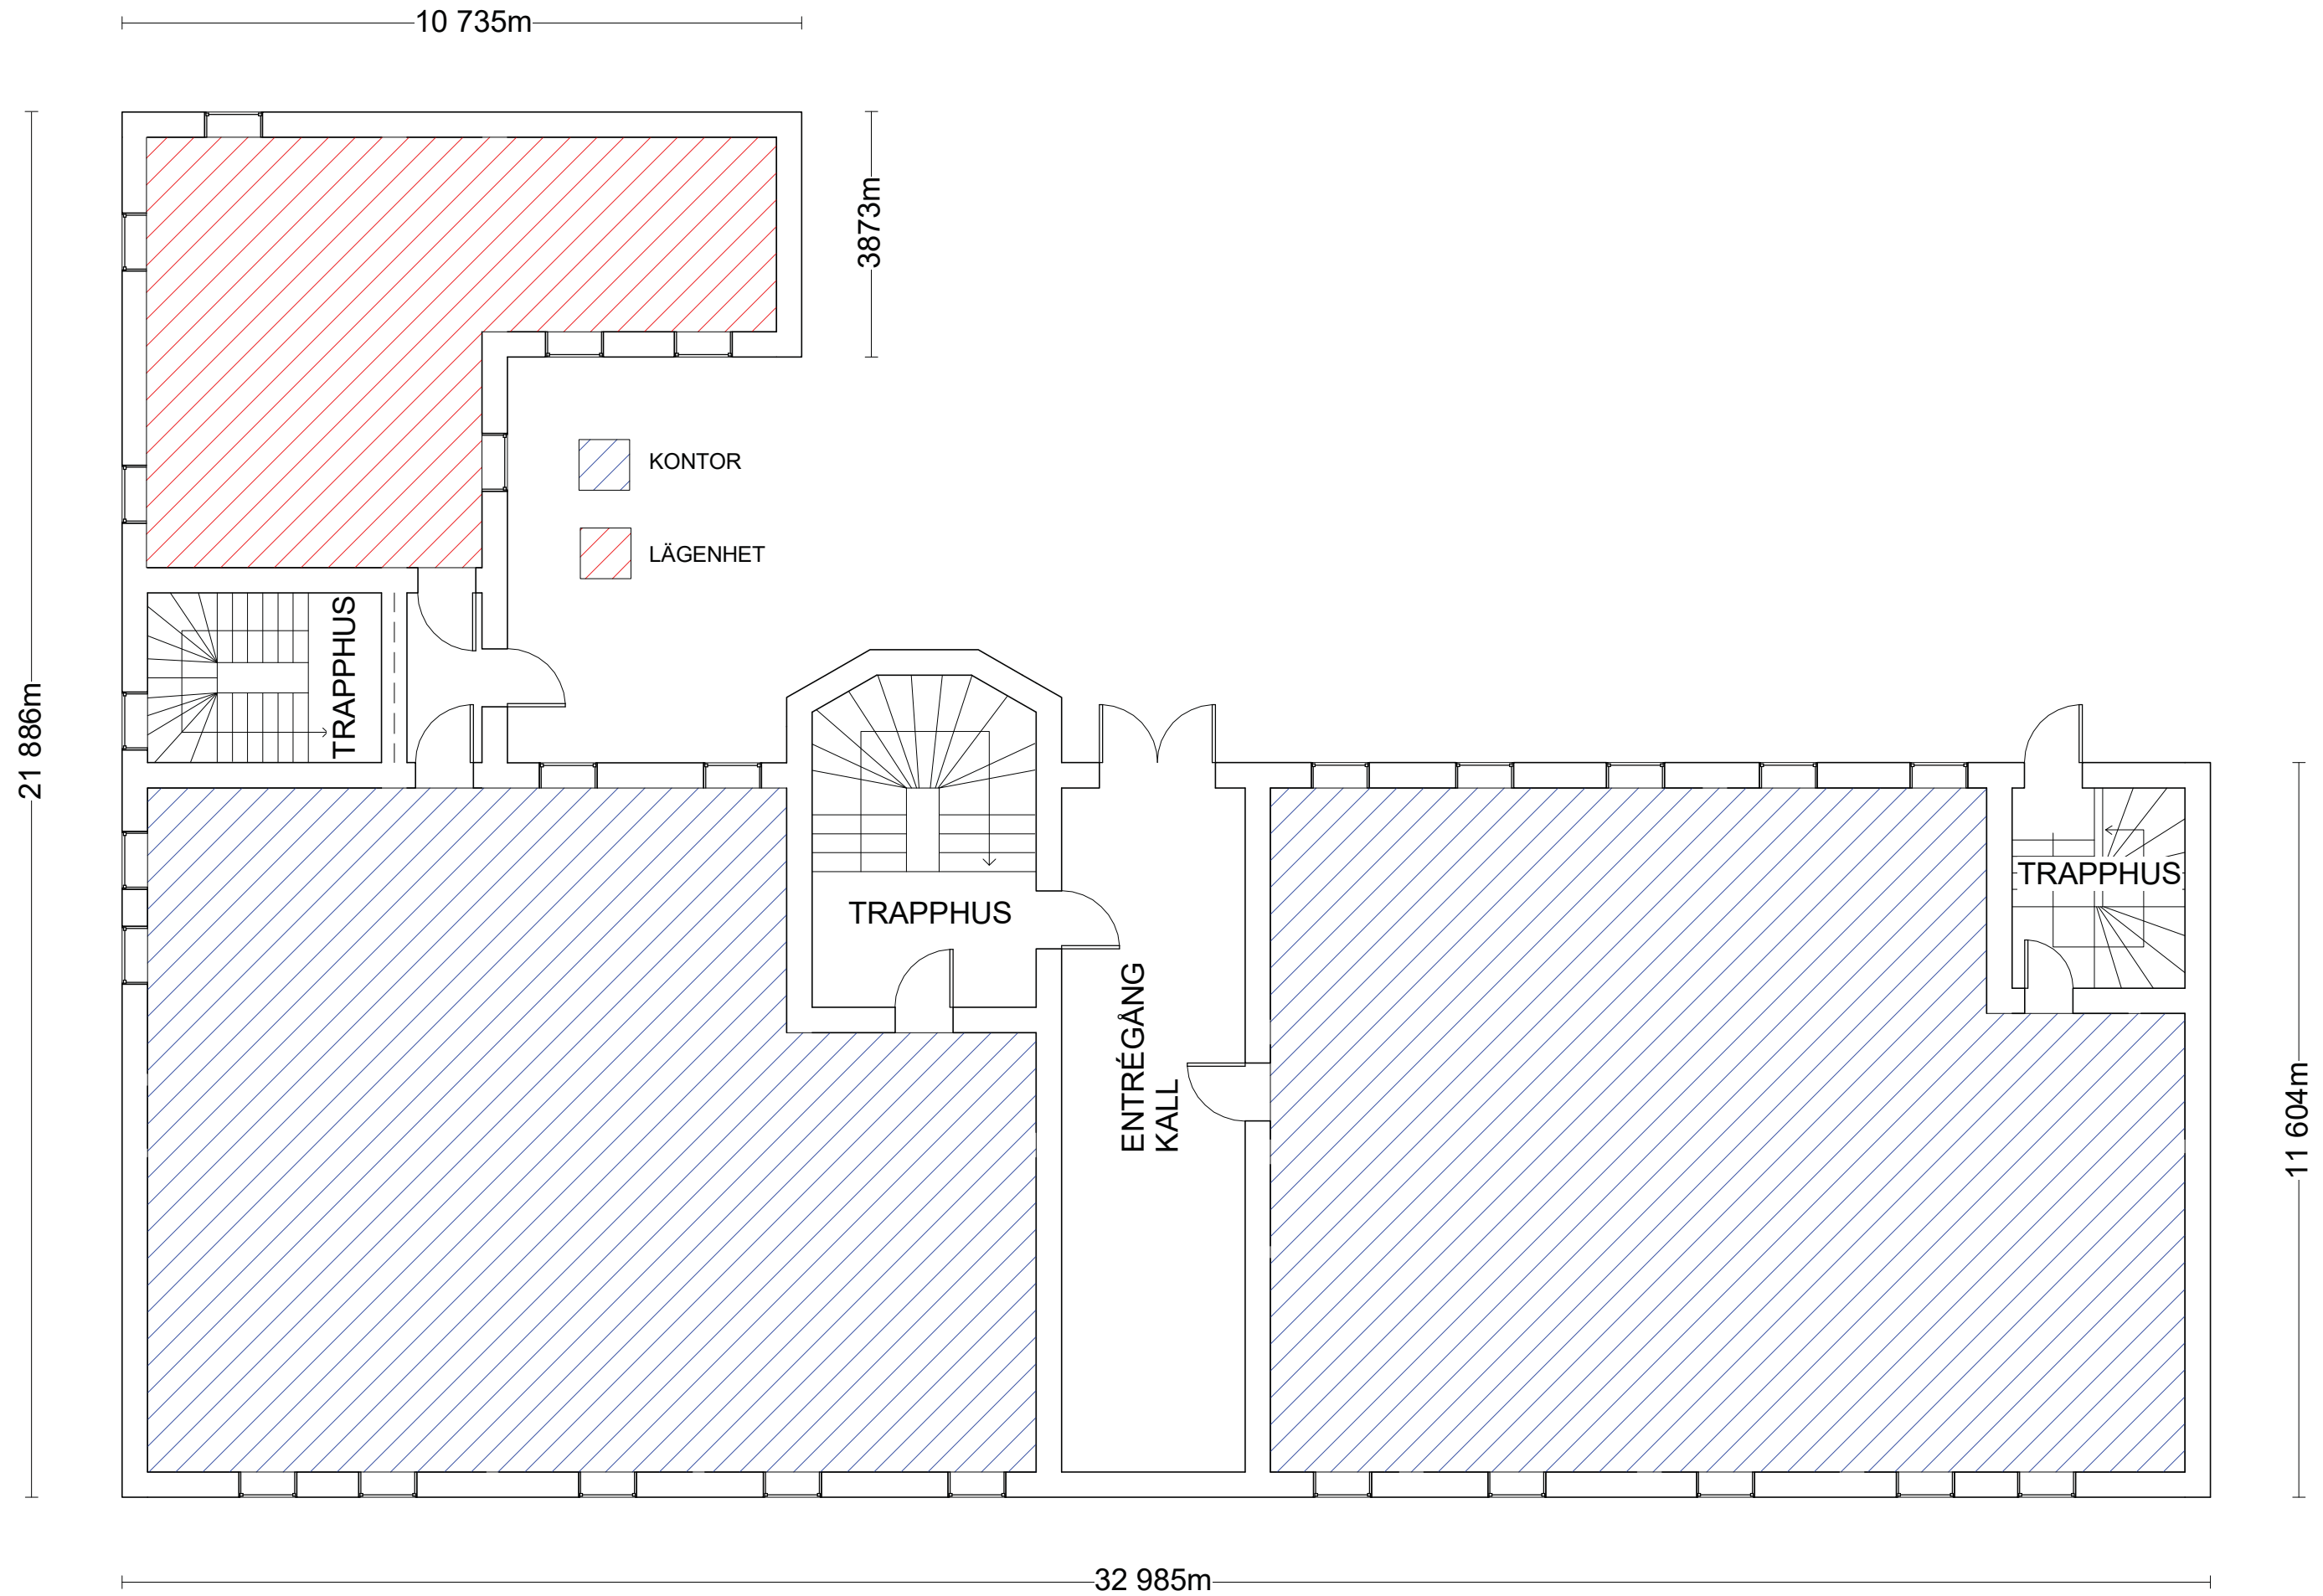 10 735m
3873m
KONTOR
LÄGENHET
21 886m
TRAPPHUS
TRAPPHUS
TRAPPHUS
ENTRÉGÅNG
KALL
11 604m
32 985m